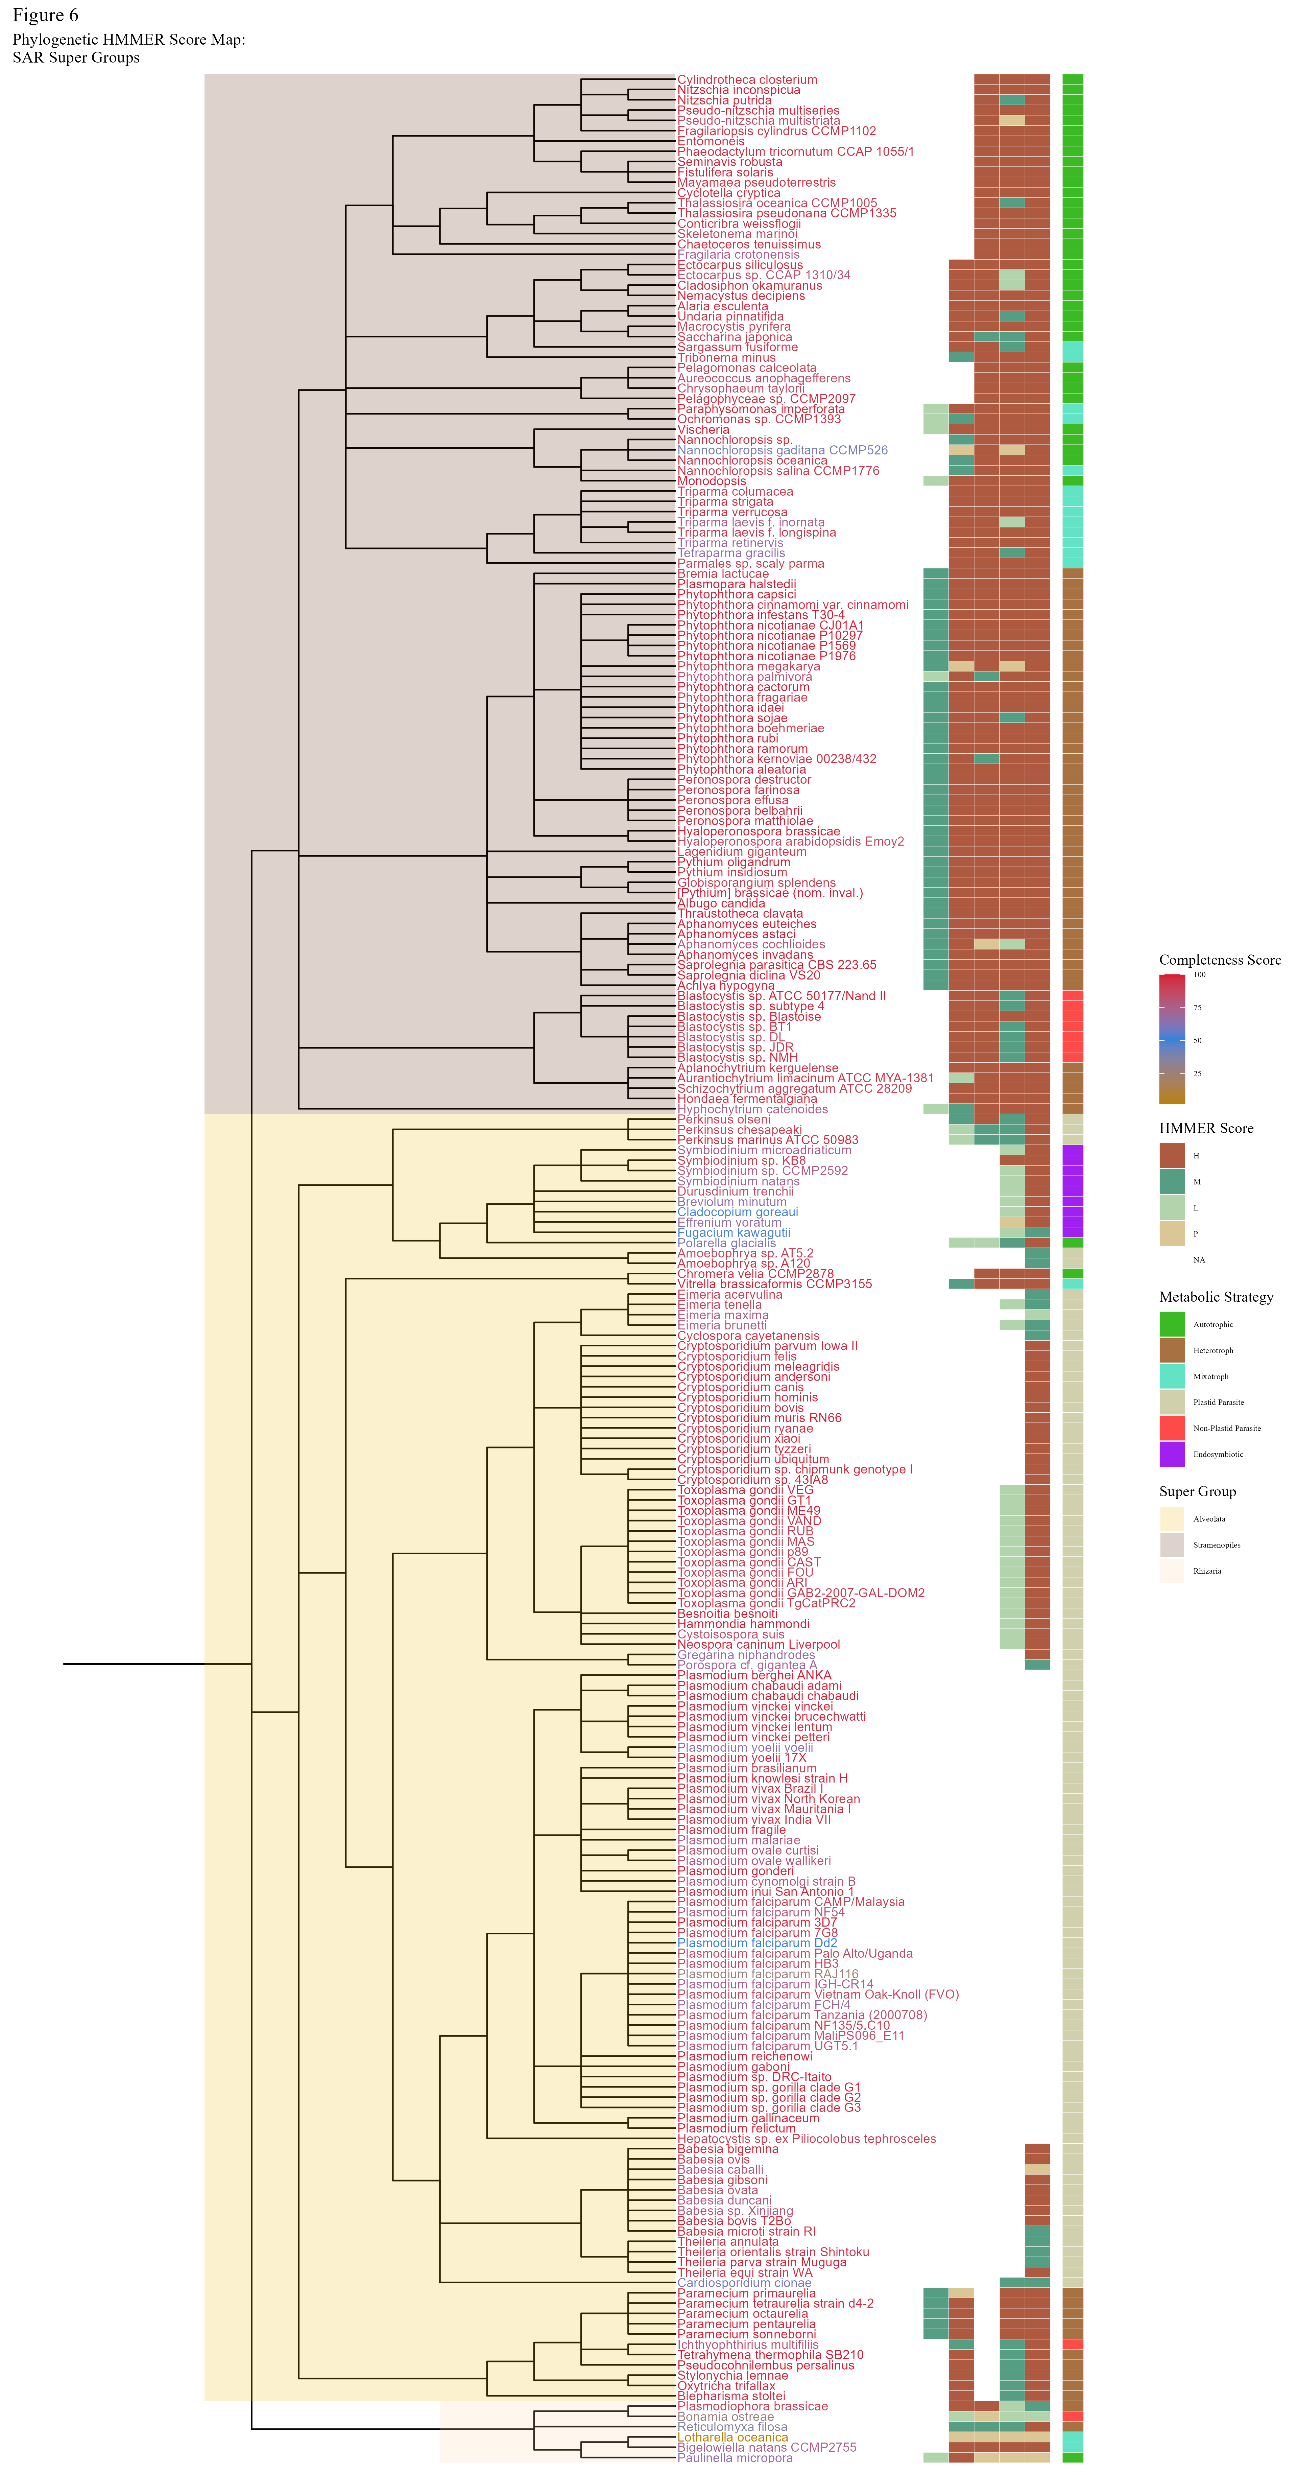 Figure 6
Phylogenetic HMMER Score Map:
SAR Super Groups
Cylindrotheca closterium
Nitzschia inconspicua
Nitzschia putrida
Pseudo-nitzschia multiseries
Pseudo-nitzschia multistriata
Fragilariopsis cylindrus CCMP1102
Entomoneis
Phaeodactylum tricornutum CCAP 1055/1
Seminavis robusta
Fistulifera solaris
Mayamaea pseudoterrestris
Cyclotella cryptica
Thalassiosira oceanica CCMP1005
Thalassiosira pseudonana CCMP1335
Conticribra weissflogii
Skeletonema marinoi
Chaetoceros tenuissimus
Fragilaria crotonensis
Ectocarpus siliculosus
Ectocarpus sp. CCAP 1310/34
Cladosiphon okamuranus
Nemacystus decipiens
Alaria esculenta
Undaria pinnatifida
Macrocystis pyrifera
Saccharina japonica
Sargassum fusiforme
Tribonema minus
Pelagomonas calceolata
Aureococcus anophagefferens
Chrysophaeum taylorii
Pelagophyceae sp. CCMP2097
Paraphysomonas imperforata
Ochromonas sp. CCMP1393
Vischeria
Nannochloropsis sp.
Nannochloropsis gaditana CCMP526
Nannochloropsis oceanica
Nannochloropsis salina CCMP1776
Monodopsis
Triparma columacea
Triparma strigata
Triparma verrucosa
Triparma laevis f. inornata
Triparma laevis f. longispina
Triparma retinervis
Tetraparma gracilis
Parmales sp. scaly parma
Bremia lactucae
Plasmopara halstedii
Phytophthora capsici
Phytophthora cinnamomi var. cinnamomi
Phytophthora infestans T30-4
Phytophthora nicotianae CJ01A1
Phytophthora nicotianae P10297
Phytophthora nicotianae P1569
Phytophthora nicotianae P1976
Phytophthora megakarya
Phytophthora palmivora
Phytophthora cactorum
Phytophthora fragariae
Phytophthora idaei
Phytophthora sojae
Phytophthora boehmeriae
Phytophthora rubi
Phytophthora ramorum
Phytophthora kernoviae 00238/432
Phytophthora aleatoria
Peronospora destructor
Peronospora farinosa
Peronospora effusa
Peronospora belbahrii
Peronospora matthiolae
Hyaloperonospora brassicae
Hyaloperonospora arabidopsidis Emoy2
Lagenidium giganteum
Pythium oligandrum
Pythium insidiosum
Globisporangium splendens
[Pythium] brassicae (nom. inval.)
Albugo candida
Thraustotheca clavata
Aphanomyces euteiches
Aphanomyces astaci
Aphanomyces cochlioides
Aphanomyces invadans
Saprolegnia parasitica CBS 223.65
Saprolegnia diclina VS20
Achlya hypogyna
Blastocystis sp. ATCC 50177/Nand II
Blastocystis sp. subtype 4
Blastocystis sp. Blastoise
Blastocystis sp. BT1
Blastocystis sp. DL
Blastocystis sp. JDR
Blastocystis sp. NMH
Aplanochytrium kerguelense
Aurantiochytrium limacinum ATCC MYA-1381
Schizochytrium aggregatum ATCC 28209
Hondaea fermentalgiana
Hyphochytrium catenoides
Perkinsus olseni
Perkinsus chesapeaki
Perkinsus marinus ATCC 50983
Symbiodinium microadriaticum
Symbiodinium sp. KB8
Symbiodinium sp. CCMP2592
Symbiodinium natans
Durusdinium trenchii
Breviolum minutum
Cladocopium goreaui
Effrenium voratum
Fugacium kawagutii
Polarella glacialis
Amoebophrya sp. AT5.2
Amoebophrya sp. A120
Chromera velia CCMP2878
Vitrella brassicaformis CCMP3155
Eimeria acervulina
Eimeria tenella
Eimeria maxima
Eimeria brunetti
Cyclospora cayetanensis
Cryptosporidium parvum Iowa II
Cryptosporidium felis
Cryptosporidium meleagridis
Cryptosporidium andersoni
Cryptosporidium canis
Cryptosporidium hominis
Cryptosporidium bovis
Cryptosporidium muris RN66
Cryptosporidium ryanae
Cryptosporidium xiaoi
Cryptosporidium tyzzeri
Cryptosporidium ubiquitum
Cryptosporidium sp. chipmunk genotype I
Cryptosporidium sp. 43IA8
Toxoplasma gondii VEG
Toxoplasma gondii GT1
Toxoplasma gondii ME49
Toxoplasma gondii VAND
Toxoplasma gondii RUB
Toxoplasma gondii MAS
Toxoplasma gondii p89
Toxoplasma gondii CAST
Toxoplasma gondii FOU
Toxoplasma gondii ARI
Toxoplasma gondii GAB2-2007-GAL-DOM2
Toxoplasma gondii TgCatPRC2
Besnoitia besnoiti
Hammondia hammondi
Cystoisospora suis
Neospora caninum Liverpool
Gregarina niphandrodes
Porospora cf. gigantea A
Plasmodium berghei ANKA
Plasmodium chabaudi adami
Plasmodium chabaudi chabaudi
Plasmodium vinckei vinckei
Plasmodium vinckei brucechwatti
Plasmodium vinckei lentum
Plasmodium vinckei petteri
Plasmodium yoelii yoelii
Plasmodium yoelii 17X
Plasmodium brasilianum
Plasmodium knowlesi strain H
Plasmodium vivax Brazil I
Plasmodium vivax North Korean
Plasmodium vivax Mauritania I
Plasmodium vivax India VII
Plasmodium fragile
Plasmodium malariae
Plasmodium ovale curtisi
Plasmodium ovale wallikeri
Plasmodium gonderi
Plasmodium cynomolgi strain B
Plasmodium inui San Antonio 1
Plasmodium falciparum CAMP/Malaysia
Plasmodium falciparum NF54
Plasmodium falciparum 3D7
Plasmodium falciparum 7G8
Plasmodium falciparum Dd2
Plasmodium falciparum Palo Alto/Uganda
Plasmodium falciparum HB3
Plasmodium falciparum RAJ116
Plasmodium falciparum IGH-CR14
Plasmodium falciparum Vietnam Oak-Knoll (FVO)
Plasmodium falciparum FCH/4
Plasmodium falciparum Tanzania (2000708)
Plasmodium falciparum NF135/5.C10
Plasmodium falciparum MaliPS096_E11
Plasmodium falciparum UGT5.1
Plasmodium reichenowi
Plasmodium gaboni
Plasmodium sp. DRC-Itaito
Plasmodium sp. gorilla clade G1
Plasmodium sp. gorilla clade G2
Plasmodium sp. gorilla clade G3
Plasmodium gallinaceum
Plasmodium relictum
Hepatocystis sp. ex Piliocolobus tephrosceles
Babesia bigemina
Babesia ovis
Babesia caballi
Babesia gibsoni
Babesia ovata
Babesia duncani
Babesia sp. Xinjiang
Babesia bovis T2Bo
Babesia microti strain RI
Theileria annulata
Theileria orientalis strain Shintoku
Theileria parva strain Muguga
Theileria equi strain WA
Cardiosporidium cionae
Paramecium primaurelia
Paramecium tetraurelia strain d4-2
Paramecium octaurelia
Paramecium pentaurelia
Paramecium sonneborni
Ichthyophthirius multifiliis
Tetrahymena thermophila SB210
Pseudocohnilembus persalinus
Stylonychia lemnae
Oxytricha trifallax
Blepharisma stoltei
Plasmodiophora brassicae
Bonamia ostreae
Reticulomyxa filosa
Lotharella oceanica
Bigelowiella natans CCMP2755
Paulinella micropora
Completeness Score
100
75
50
25
HMMER Score
H
M
L
P
NA
Metabolic Strategy
Autotrophic
Heterotroph
Mixotroph
Plastid Parasite
Non-Plastid Parasite
Endosymbiotic
Super Group
Alveolata
Stramenopiles
Rhizaria